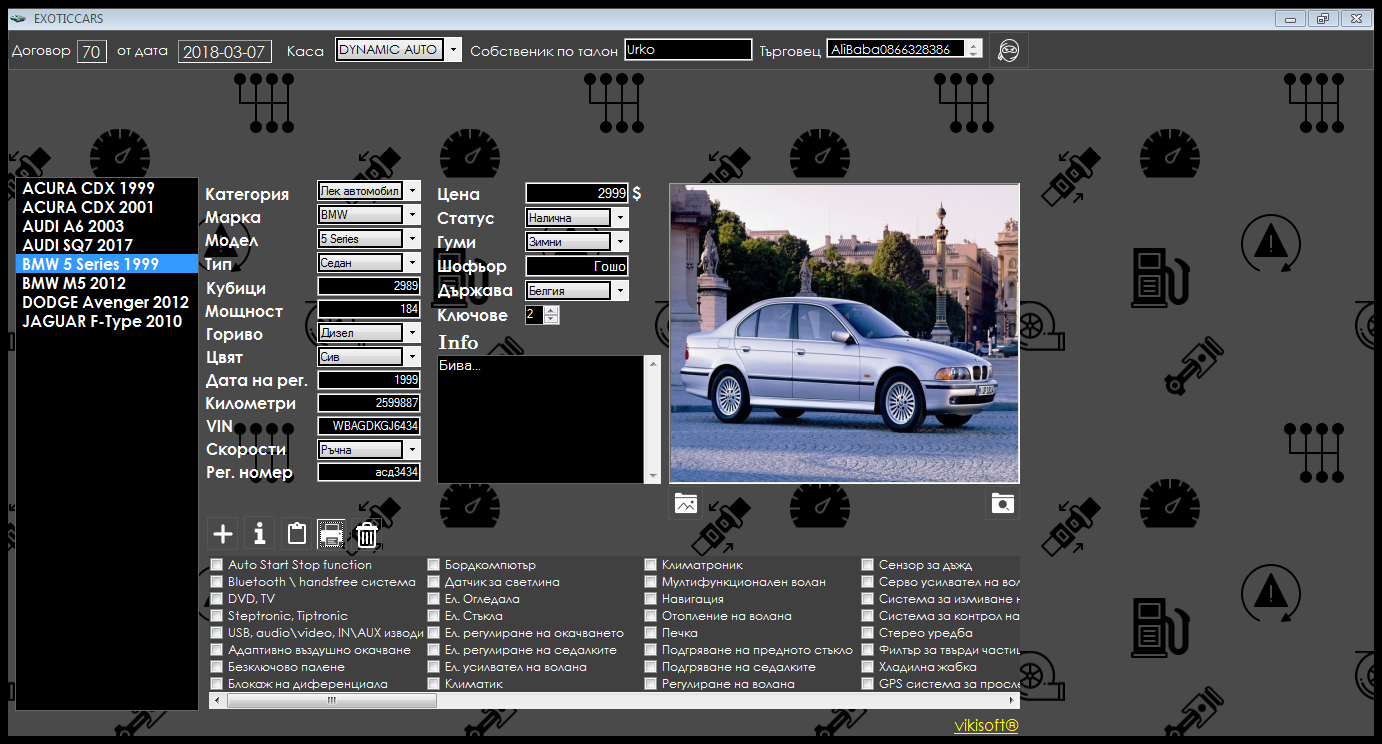 EXOTICCARS
Договор 70 от дата 2018-03-07 Каса DYNAMIC AUTO Собственик по талон Urko Търговец AliBaba0866328386
ACURA CDX 1999
ACURA CDX 2001
AUDI A6 2003
AUDI SQ7 2017
BMW 5 Series 1999
BMW M5 2012
DODGE Avenger 2012
JAGUAR F-Type 2010
Категория Лек автомобил
Марка BMW
Модел 5 Series
Тип Седан
Кубици 2989
Мощност 184
Гориво Дизел
Цвят Сив
Дата на рег. 1999
Километри 2599887
VIN WBAGDKGJ6434
Скорости Ръчна
Рег. номер асд3434
Цена 2999 $
Статус Налична
Гуми Зимни
Шофьор Гошо
Държава Белгия
Ключове 2
Info
Бива...
Auto Start Stop function
Bluetooth \ handsfree система
DVD, TV
Steptronic, Tiptronic
USB, audio\video, IN\AUX изводи
Адаптивно въздушно окачване
Безключово палене
Блокаж на диференциала
Бордкомпютър
Датчик за светлина
Ел. Огледала
Ел. Стъкла
Ел. регулиране на окачването
Ел. регулиране на седалките
Ел. усилвател на волана
Климатик
Климатроник
Мултифункционален волан
Навигация
Отопление на волана
Печка
Подгряване на предното стъкло
Подгряване на седалките
Регулиране на волана
Сензор за дъжд
Серво усилвател на вол
Система за измиване н
Система за контрол на
Стерео уредба
Филтър за твърди частиц
Хладилна жабка
GPS система за просле
vikisoft®